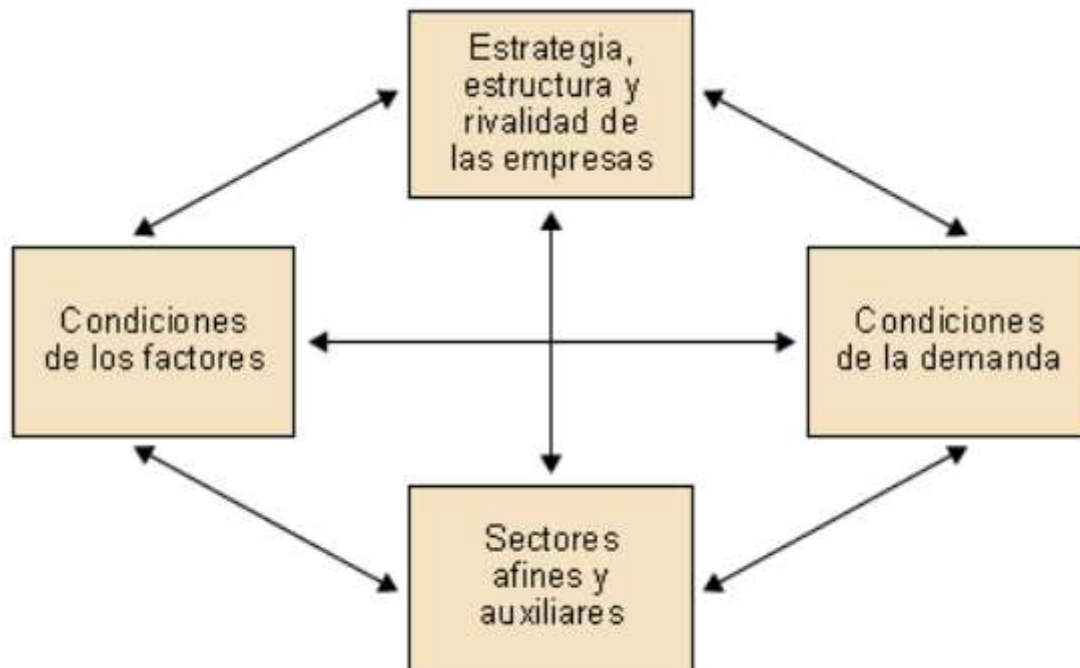 Estrategia,
estructura y
rivalidad de
las empresas
Condiciones
de los factores
Condiciones
de la demanda
Sectores
afines y
auxiliares